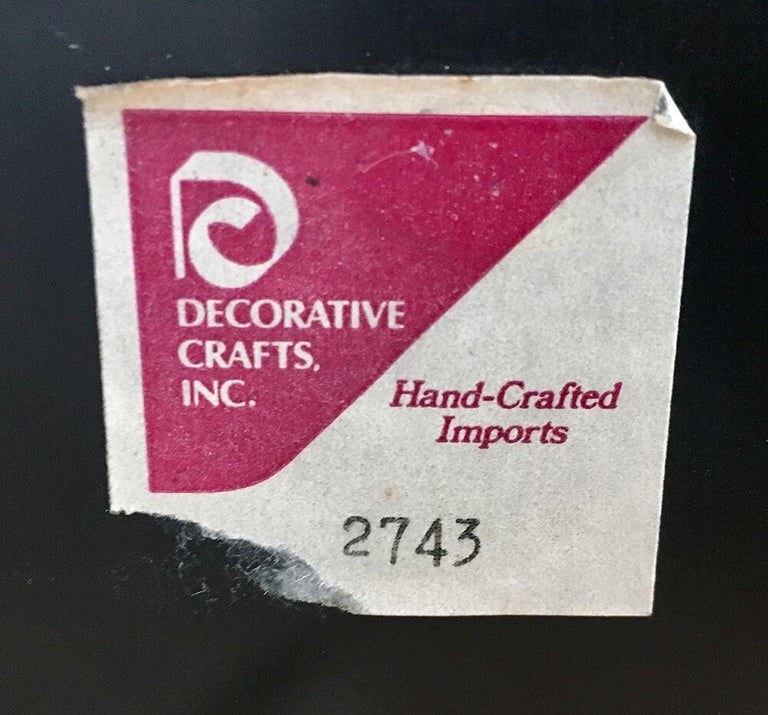 DECORATIVE
CRAFTS,
INC.
Hand-Crafted
Imports
2743